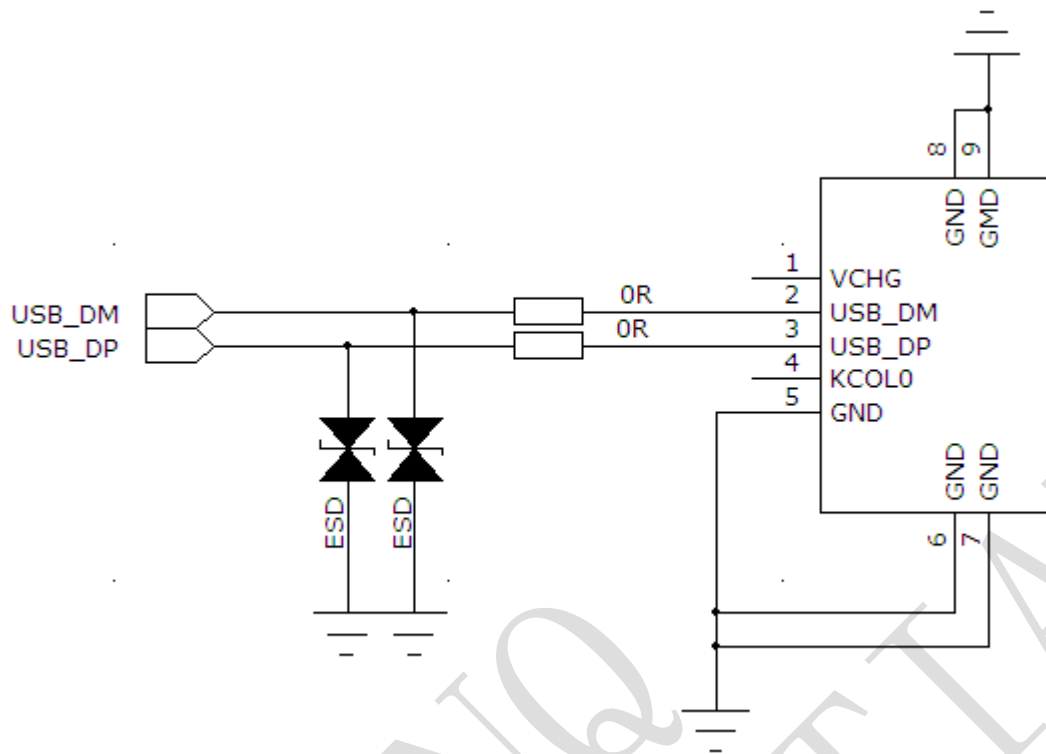 8
9
GND
GMD
1
VCHG
0R
2
USB_DM
USB_DM
0R
3
USB_DP
USB_DP
4
KCOL0
5
GND
ESD
ESD
GND
GND
6
7